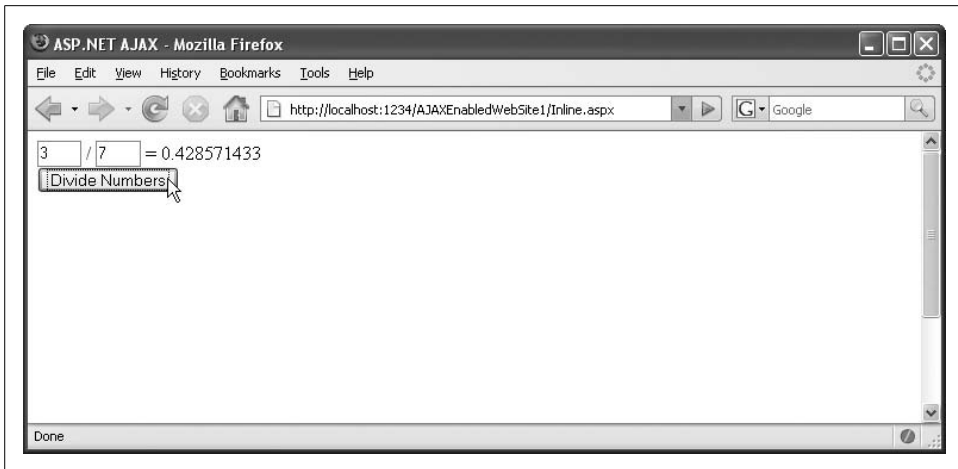 ASP.NET AJAX - Mozilla Firefox
File Edit View History Bookmarks Tools Help
http://localhost:1234/AJAXEnabledWebSite1/Inline.aspx G Google
3 / 7 = 0.428571433
Divide Numbers
Done